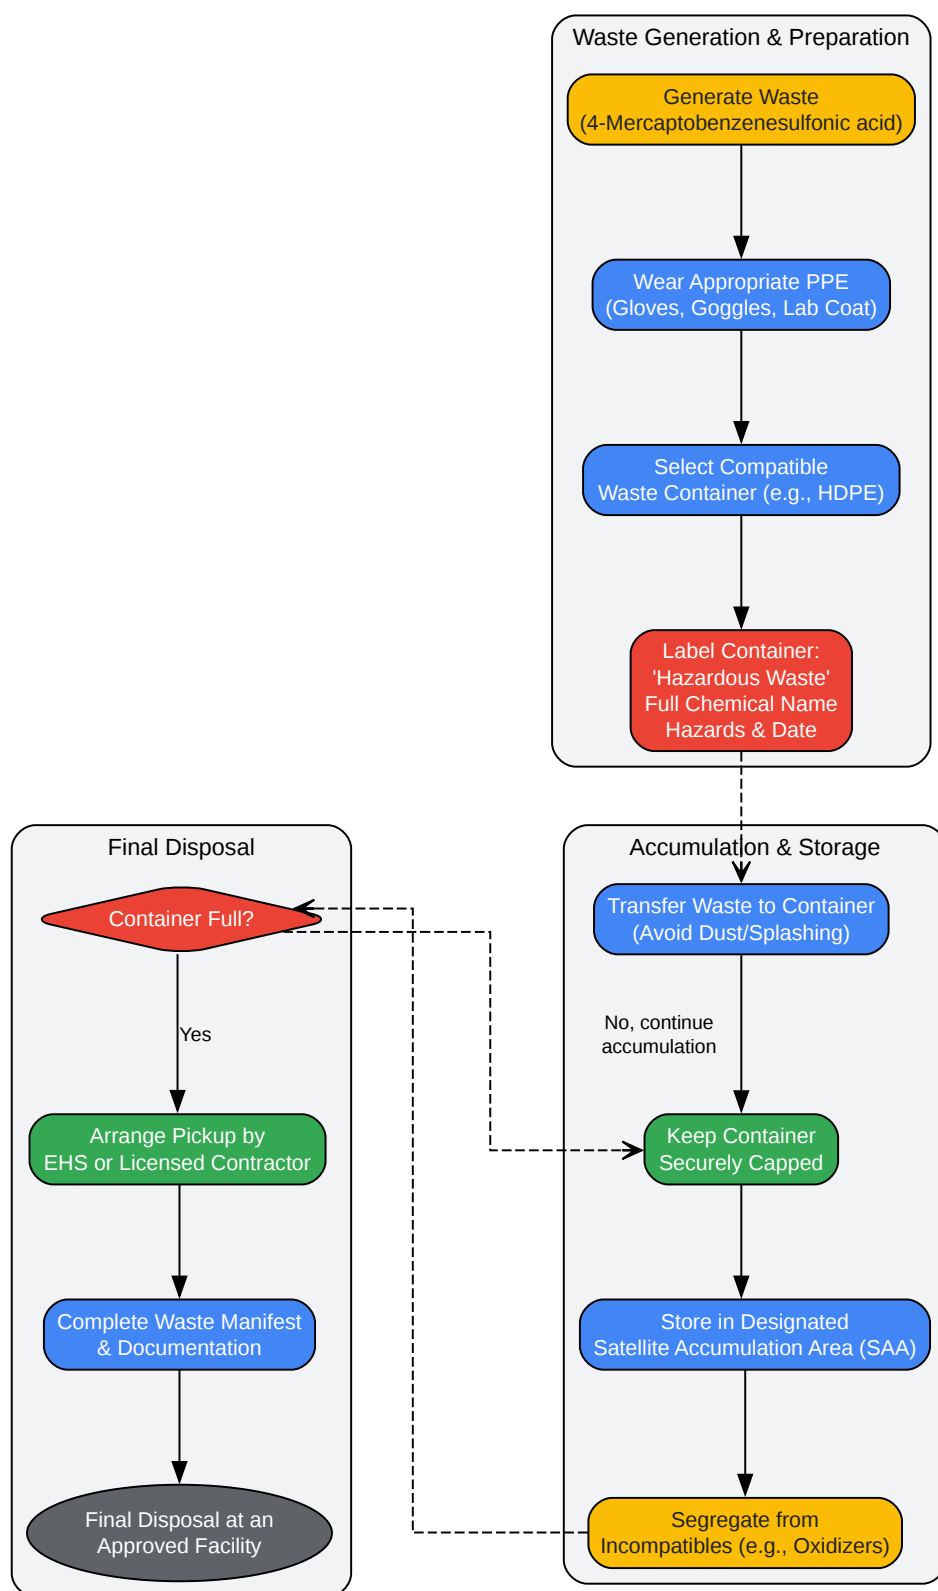 Waste Generation & Preparation
Generate Waste
(4-Mercaptobenzenesulfonic acid)
Wear Appropriate PPE
(Gloves, Goggles, Lab Coat)
Select Compatible
Waste Container (e.g., HDPE)
Label Container:
'Hazardous Waste'
Full Chemical Name
Hazards & Date
Accumulation & Storage
Transfer Waste to Container
(Avoid Dust/Splashing)
No, continue
accumulation
Keep Container
Securely Capped
Store in Designated
Satellite Accumulation Area (SAA)
Segregate from
Incompatibles (e.g., Oxidizers)
Final Disposal
Container Full?
Yes
Arrange Pickup by
EHS or Licensed Contractor
Complete Waste Manifest
& Documentation
Final Disposal at an
Approved Facility